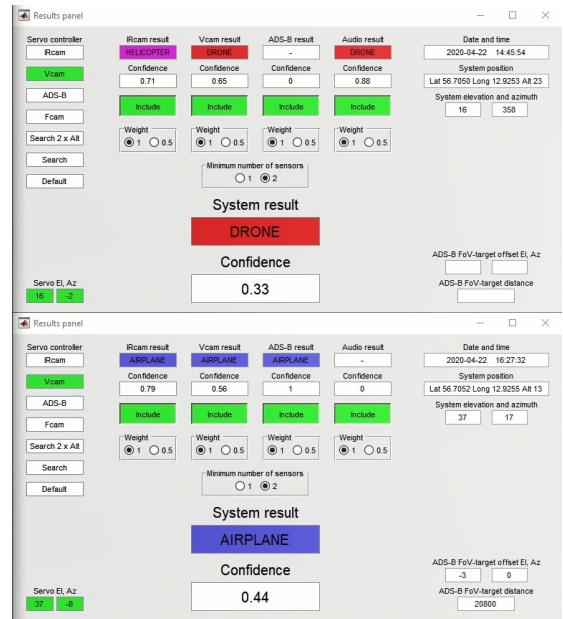 Results panel
Servo controller IRcam result Vcam result ADS-B result Audio result Date and time
IRcam HELICOPTER DRONE - DRONE 2020-04-22 14:45:54
Vcam Confidence Confidence Confidence Confidence System position
0.71 0.65 0 0.88 Lat 56.7050 Long 12.9253 Alt 23
ADS-B Include Include Include Include System elevation and azimuth
Fcam 16 358
Search 2 x Alt Weight Weight Weight Weight
1 0.5 1 0.5 1 0.5 1 0.5
Search Minimum number of sensors
Default 1 2
System result
DRONE
Confidence ADS-B FoV-target offset El, Az
Servo El, Az 0.33 ADS-B FoV-target distance
16 -2
Results panel
Servo controller IRcam result Vcam result ADS-B result Audio result Date and time
IRcam AIRPLANE AIRPLANE AIRPLANE - 2020-04-22 16:27:32
Vcam Confidence Confidence Confidence Confidence System position
0.79 0.56 1 0 Lat 56.7052 Long 12.9255 Alt 13
ADS-B Include Include Include Include System elevation and azimuth
Fcam 37 17
Search 2 x Alt Weight Weight Weight Weight
1 0.5 1 0.5 1 0.5 1 0.5
Search Minimum number of sensors
Default 1 2
System result
AIRPLANE
Confidence ADS-B FoV-target offset El, Az
-3 0
Servo El, Az 0.44 ADS-B FoV-target distance
37 -8 20800